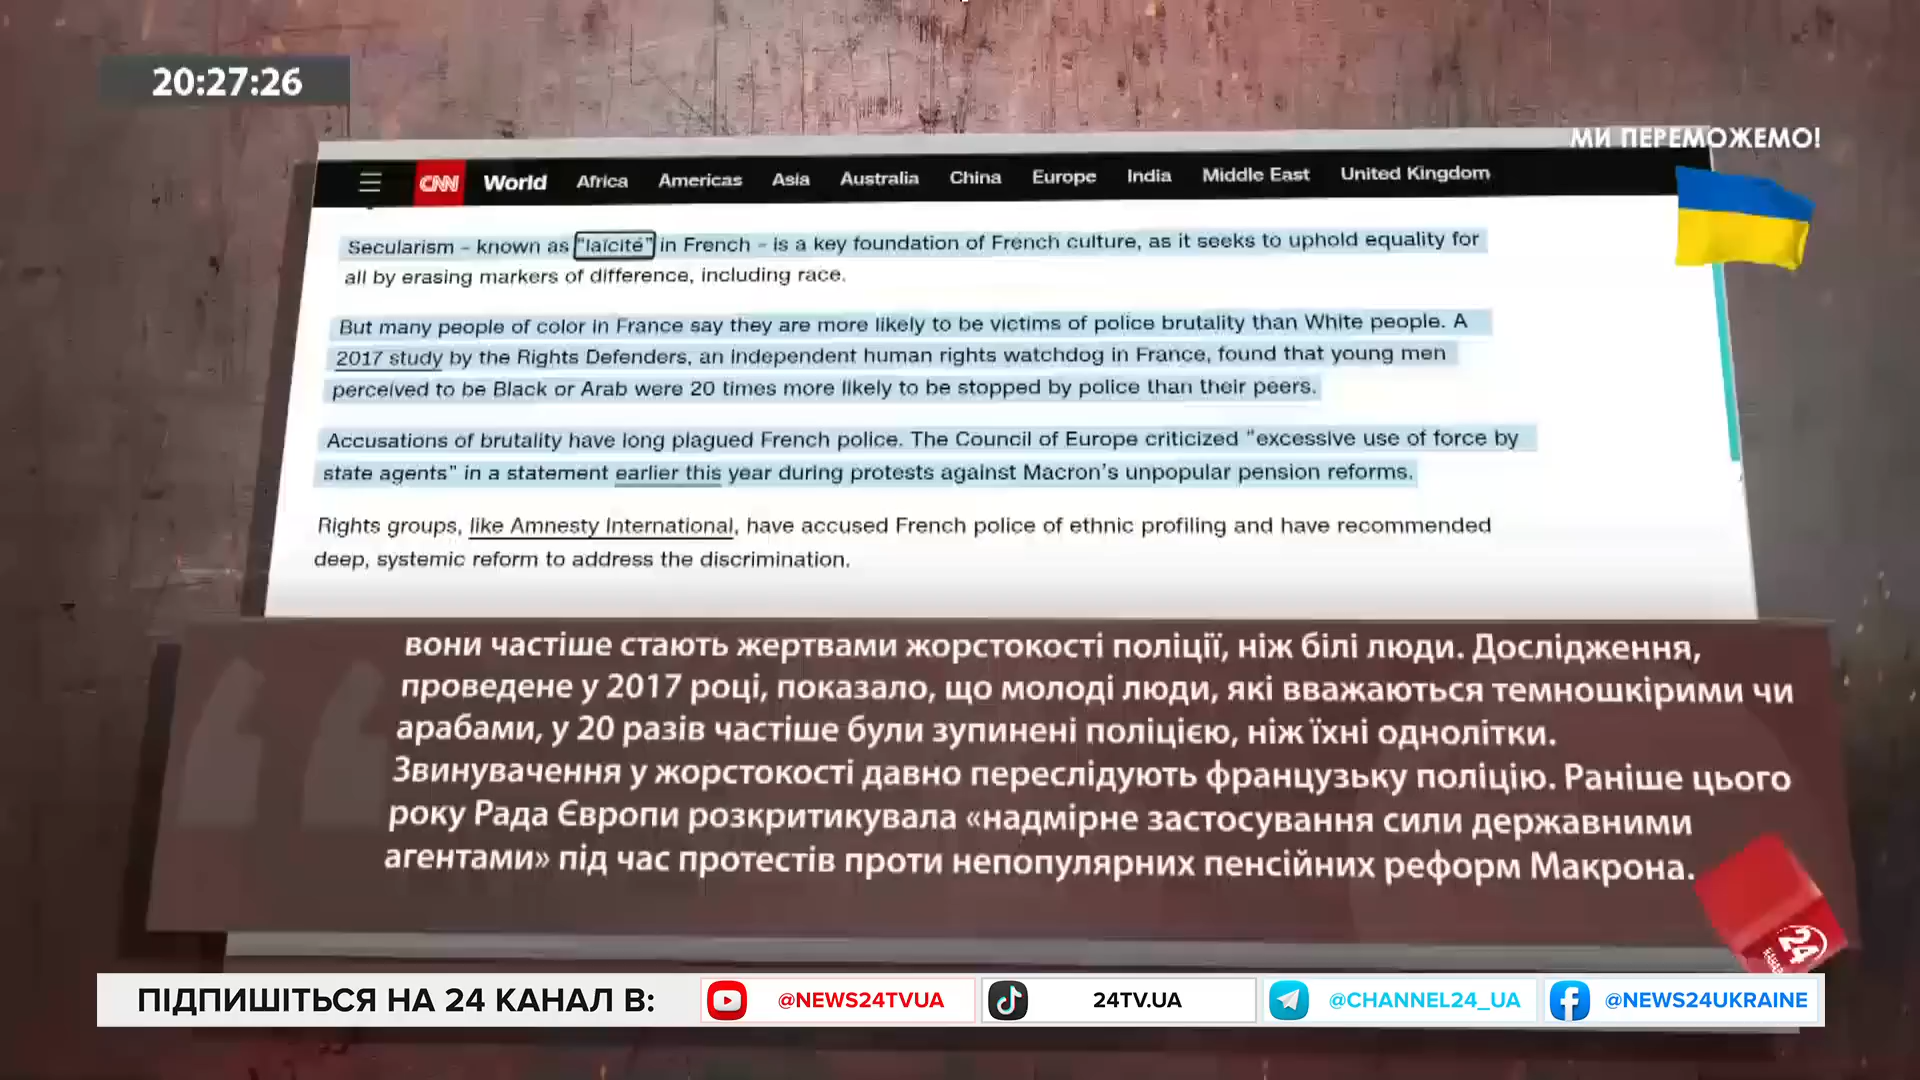 20:27:26
МИ ПЕРЕМОЖЕМО!
CNN World Africa Americas Asia Australia China Europe India Middle East United Kingdom
Secularism – known as "laïcité" in French – is a key foundation of French culture, as it seeks to uphold equality for
all by erasing markers of difference, including race.
But many people of color in France say they are more likely to be victims of police brutality than White people. A
2017 study by the Rights Defenders, an independent human rights watchdog in France, found that young men
perceived to be Black or Arab were 20 times more likely to be stopped by police than their peers.
Accusations of brutality have long plagued French police. The Council of Europe criticized "excessive use of force by
state agents" in a statement earlier this year during protests against Macron's unpopular pension reforms.
Rights groups, like Amnesty International, have accused French police of ethnic profiling and have recommended
deep, systemic reform to address the discrimination.
вони частіше стають жертвами жорстокості поліції, ніж білі люди. Дослідження,
проведене у 2017 році, показало, що молоді люди, які вважаються темношкірими чи
арабами, у 20 разів частіше були зупинені поліцією, ніж їхні однолітки.
Звинувачення у жорстокості давно переслідують французьку поліцію. Раніше цього
року Рада Європи розкритикувала «надмірне застосування сили державними
агентами» під час протестів проти непопулярних пенсійних реформ Макрона.
24
ПІДПИШІТЬСЯ НА 24 КАНАЛ В: @NEWS24TVUA 24TV.UA @CHANNEL24_UA @NEWS24UKRAINE